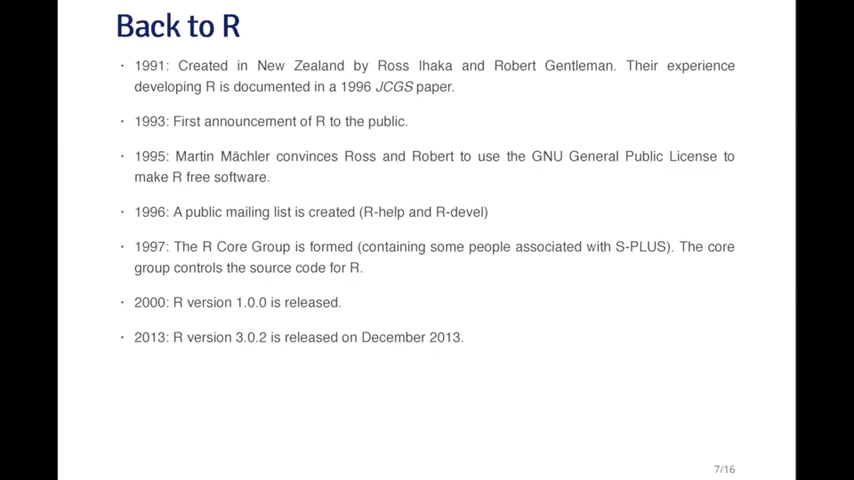 Back to R
· 1991: Created in New Zealand by Ross Ihaka and Robert Gentleman. Their experience
developing R is documented in a 1996 JCGS paper.
· 1993: First announcement of R to the public.
· 1995: Martin Mächler convinces Ross and Robert to use the GNU General Public License to
make R free software.
· 1996: A public mailing list is created (R-help and R-devel)
· 1997: The R Core Group is formed (containing some people associated with S-PLUS). The core
group controls the source code for R.
· 2000: R version 1.0.0 is released.
· 2013: R version 3.0.2 is released on December 2013.
7/16